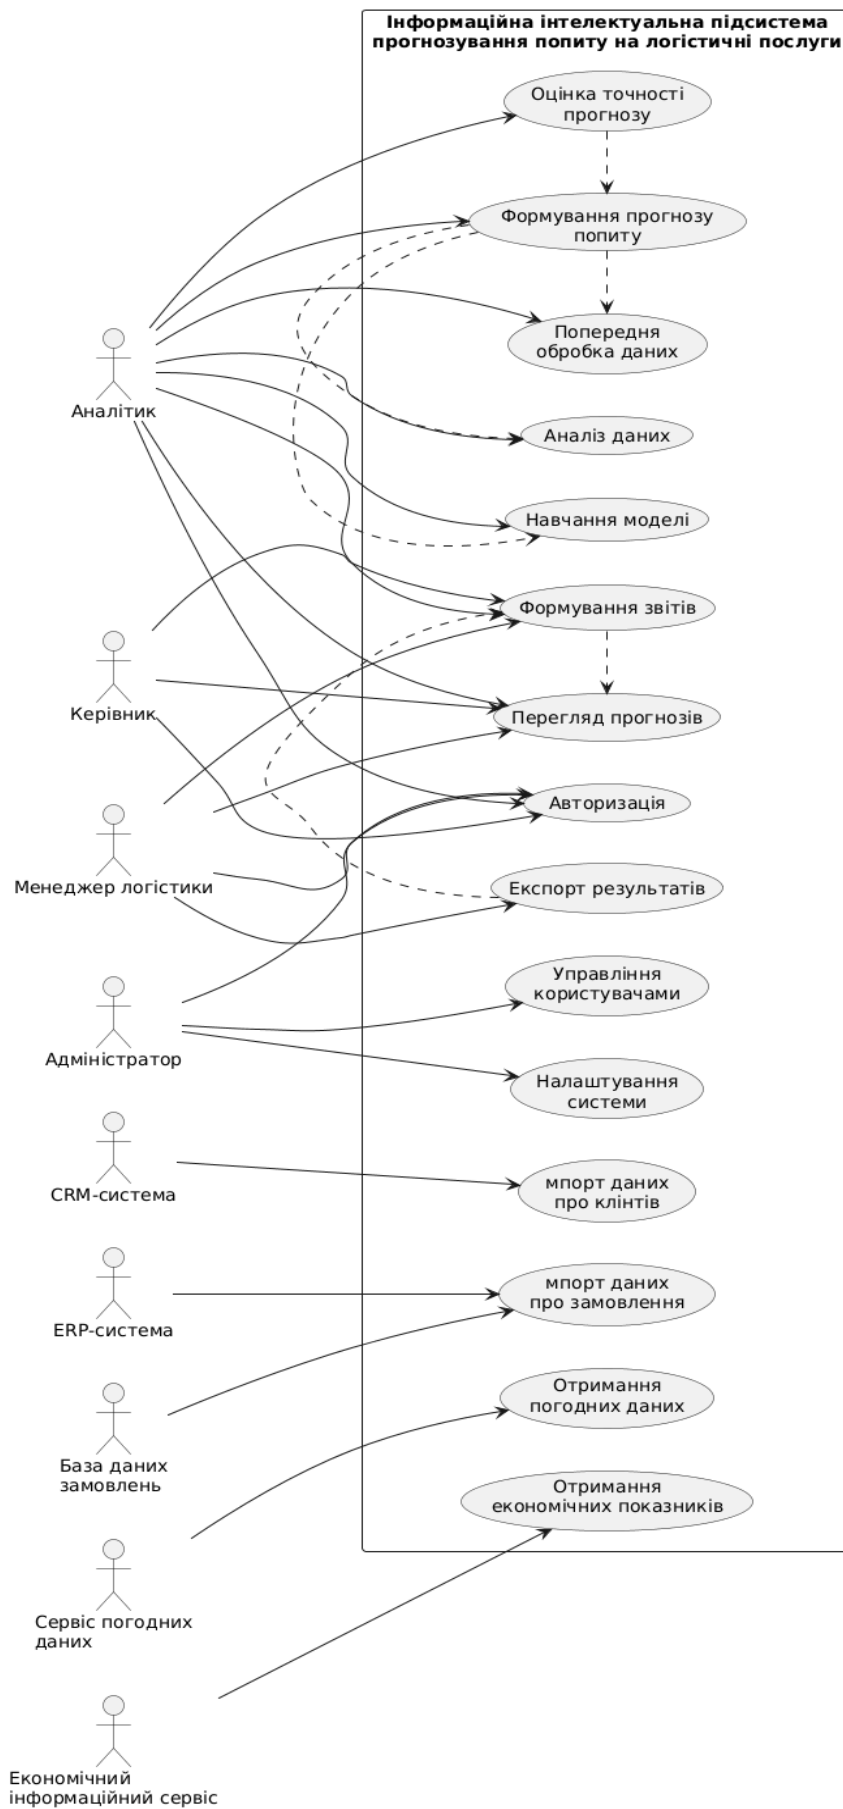 Інформаційна інтелектуальна підсистема
прогнозування попиту на логістичні послуги
Оцінка точності
прогнозу
Формування прогнозу
попиту
Попередня
обробка даних
Аналітик
Аналіз даних
Навчання моделі
Формування звітів
Керівник
Перегляд прогнозів
Авторизація
Менеджер логістики
Експорт результатів
Управління
користувачами
Адміністратор
Налаштування
системи
CRM-система
мпорт даних
про клінтів
ERP-система
мпорт даних
про замовлення
База даних
замовлень
Отримання
погодних даних
Отримання
економічних показників
Сервіс погодних
даних
Економічний
інформаційний сервіс